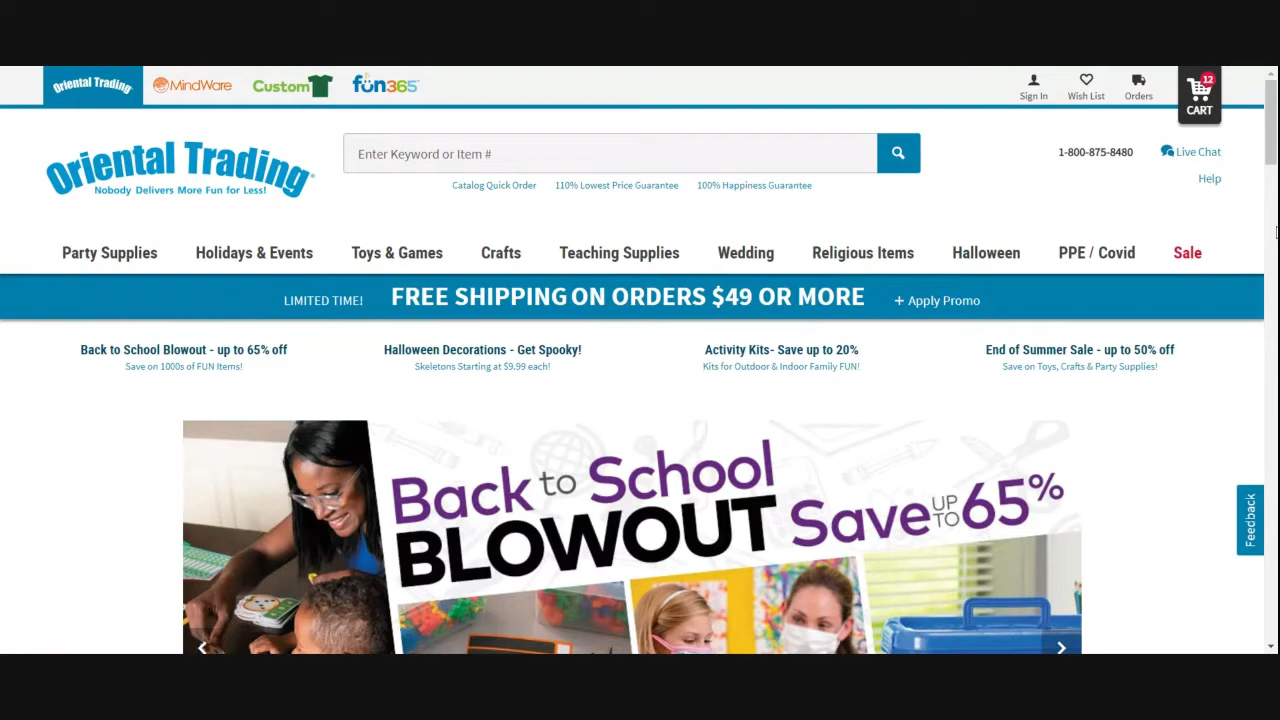 Oriental Trading
MindWare
Custom
fun365
Sign In
Wish List
Orders
12
CART
Oriental Trading
Nobody Delivers More Fun for Less!
Enter Keyword or Item #
1-800-875-8480
Live Chat
Catalog Quick Order
110% Lowest Price Guarantee
100% Happiness Guarantee
Help
Party Supplies
Holidays & Events
Toys & Games
Crafts
Teaching Supplies
Wedding
Religious Items
Halloween
PPE / Covid
Sale
LIMITED TIME! FREE SHIPPING ON ORDERS $49 OR MORE + Apply Promo
Back to School Blowout - up to 65% off
Save on 1000s of FUN Items!
Halloween Decorations - Get Spooky!
Skeletons Starting at $9.99 each!
Activity Kits- Save up to 20%
Kits for Outdoor & Indoor Family FUN!
End of Summer Sale - up to 50% off
Save on Toys, Crafts & Party Supplies!
Back to School
BLOWOUT Save UP TO 65%
Feedback